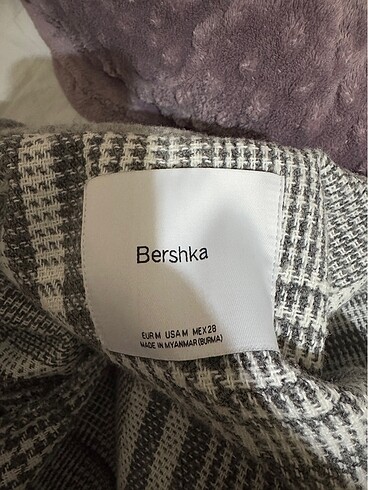 Bershka
EUR M USA M MEX 28
MADE IN MYANMAR (BURMA)